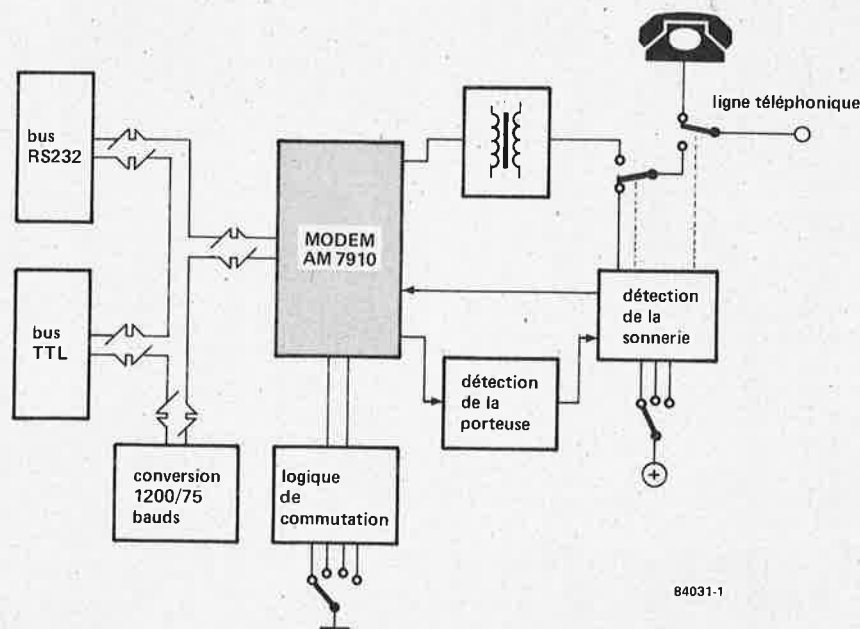 ligne téléphonique
bus
RS232
MODEM
AM 7910
bus
TTL
détection
de la
sonnerie
détection
de la
porteuse
conversion
1200/75
bauds
logique
de
commutation
84031-1